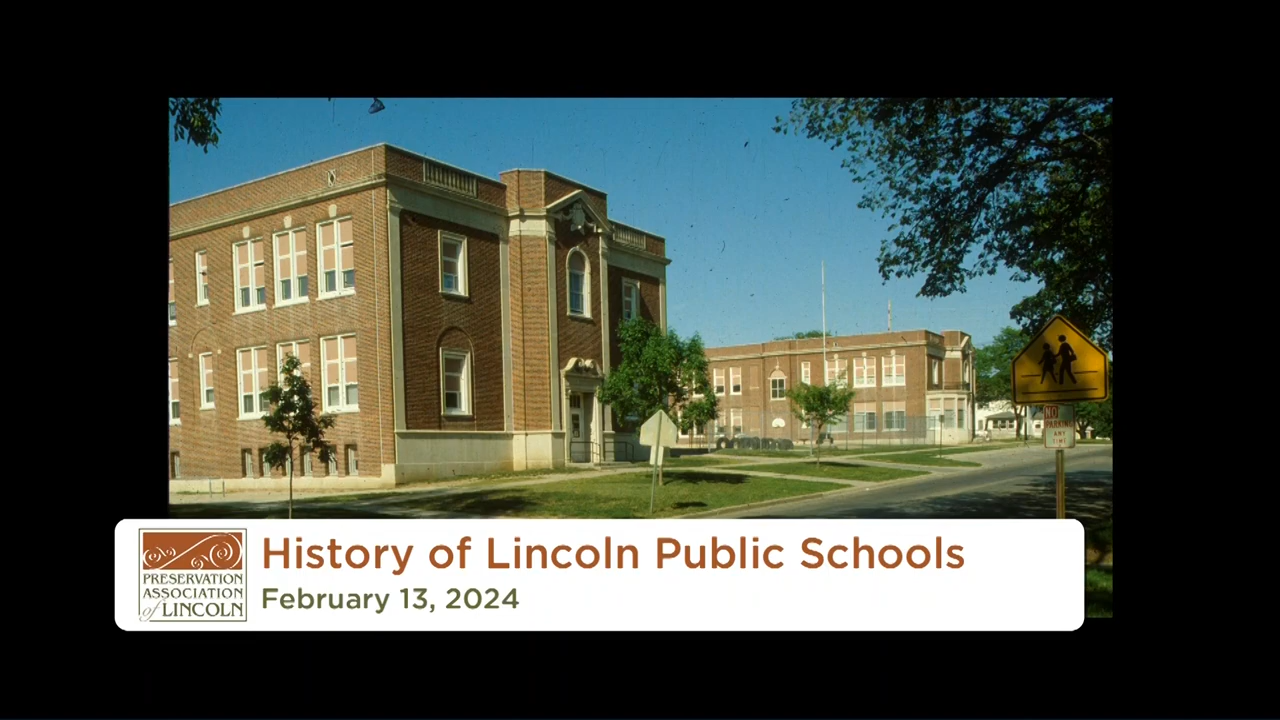 NO
PARKING
ANY
TIME
PRESERVATION
ASSOCIATION
of LINCOLN
History of Lincoln Public Schools
February 13, 2024